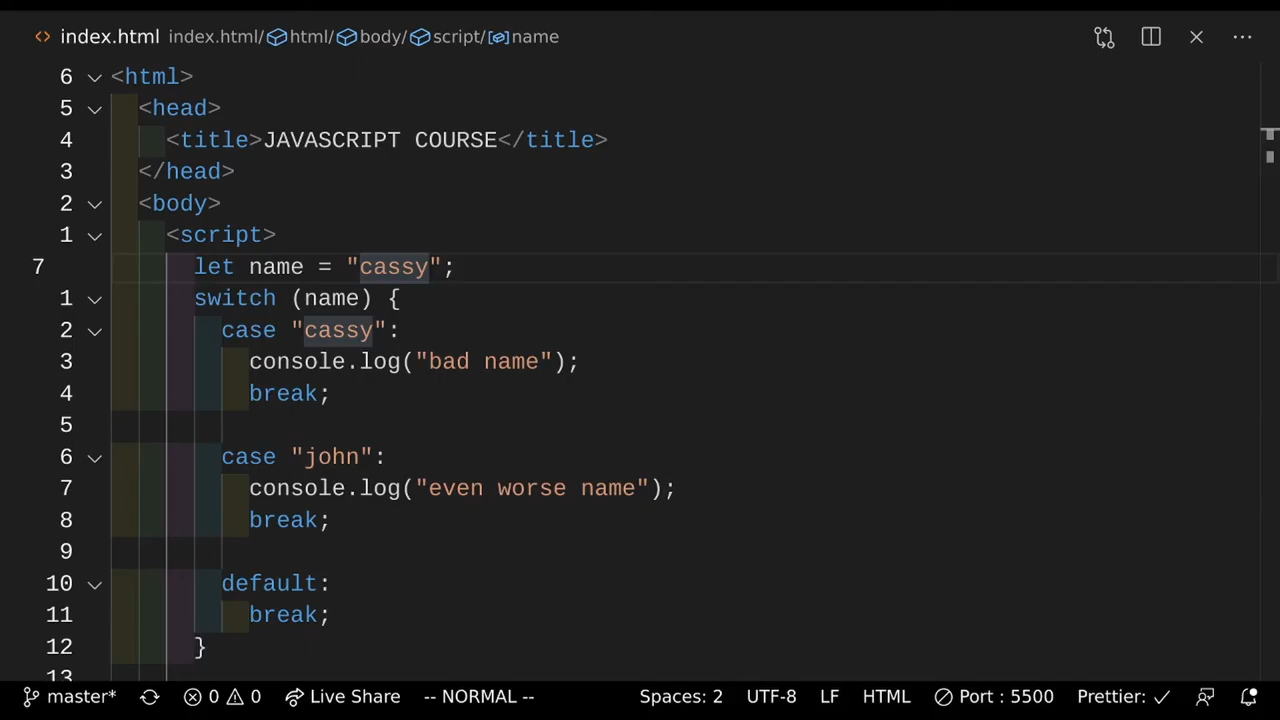 index.html index.html/html/body/script/name
6 <html>
5 <head>
4 <title>JAVASCRIPT COURSE</title>
3 </head>
2 <body>
1 <script>
7 let name = "cassy";
1 switch (name) {
2 case "cassy":
3 console.log("bad name");
4 break;
5
6 case "john":
7 console.log("even worse name");
8 break;
9
10 default:
11 break;
12 }
13
master* 0 0 Live Share -- NORMAL -- Spaces: 2 UTF-8 LF HTML Port : 5500 Prettier: